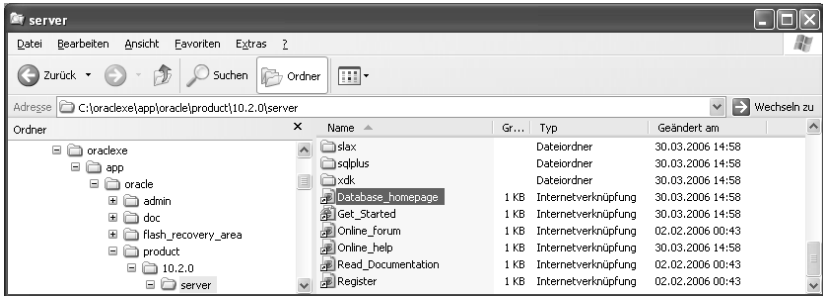 server
Datei Bearbeiten Ansicht Favoriten Extras ?
Zurück Suchen Ordner
Adresse C:\oraclexe\app\oracle\product\10.2.0\server Wechseln zu
Ordner x Name Gr... Typ Geändert am
oraclexe slax Dateiordner 30.03.2006 14:58
app sqlplus Dateiordner 30.03.2006 14:58
oracle xdk Dateiordner 30.03.2006 14:58
admin Database_homepage 1 KB Internetverknüpfung 30.03.2006 14:58
doc Get_Started 1 KB Internetverknüpfung 30.03.2006 14:58
flash_recovery_area Online_forum 1 KB Internetverknüpfung 02.02.2006 00:43
product Online_help 1 KB Internetverknüpfung 30.03.2006 14:58
10.2.0 Read_Documentation 1 KB Internetverknüpfung 02.02.2006 00:43
server Register 1 KB Internetverknüpfung 02.02.2006 00:43